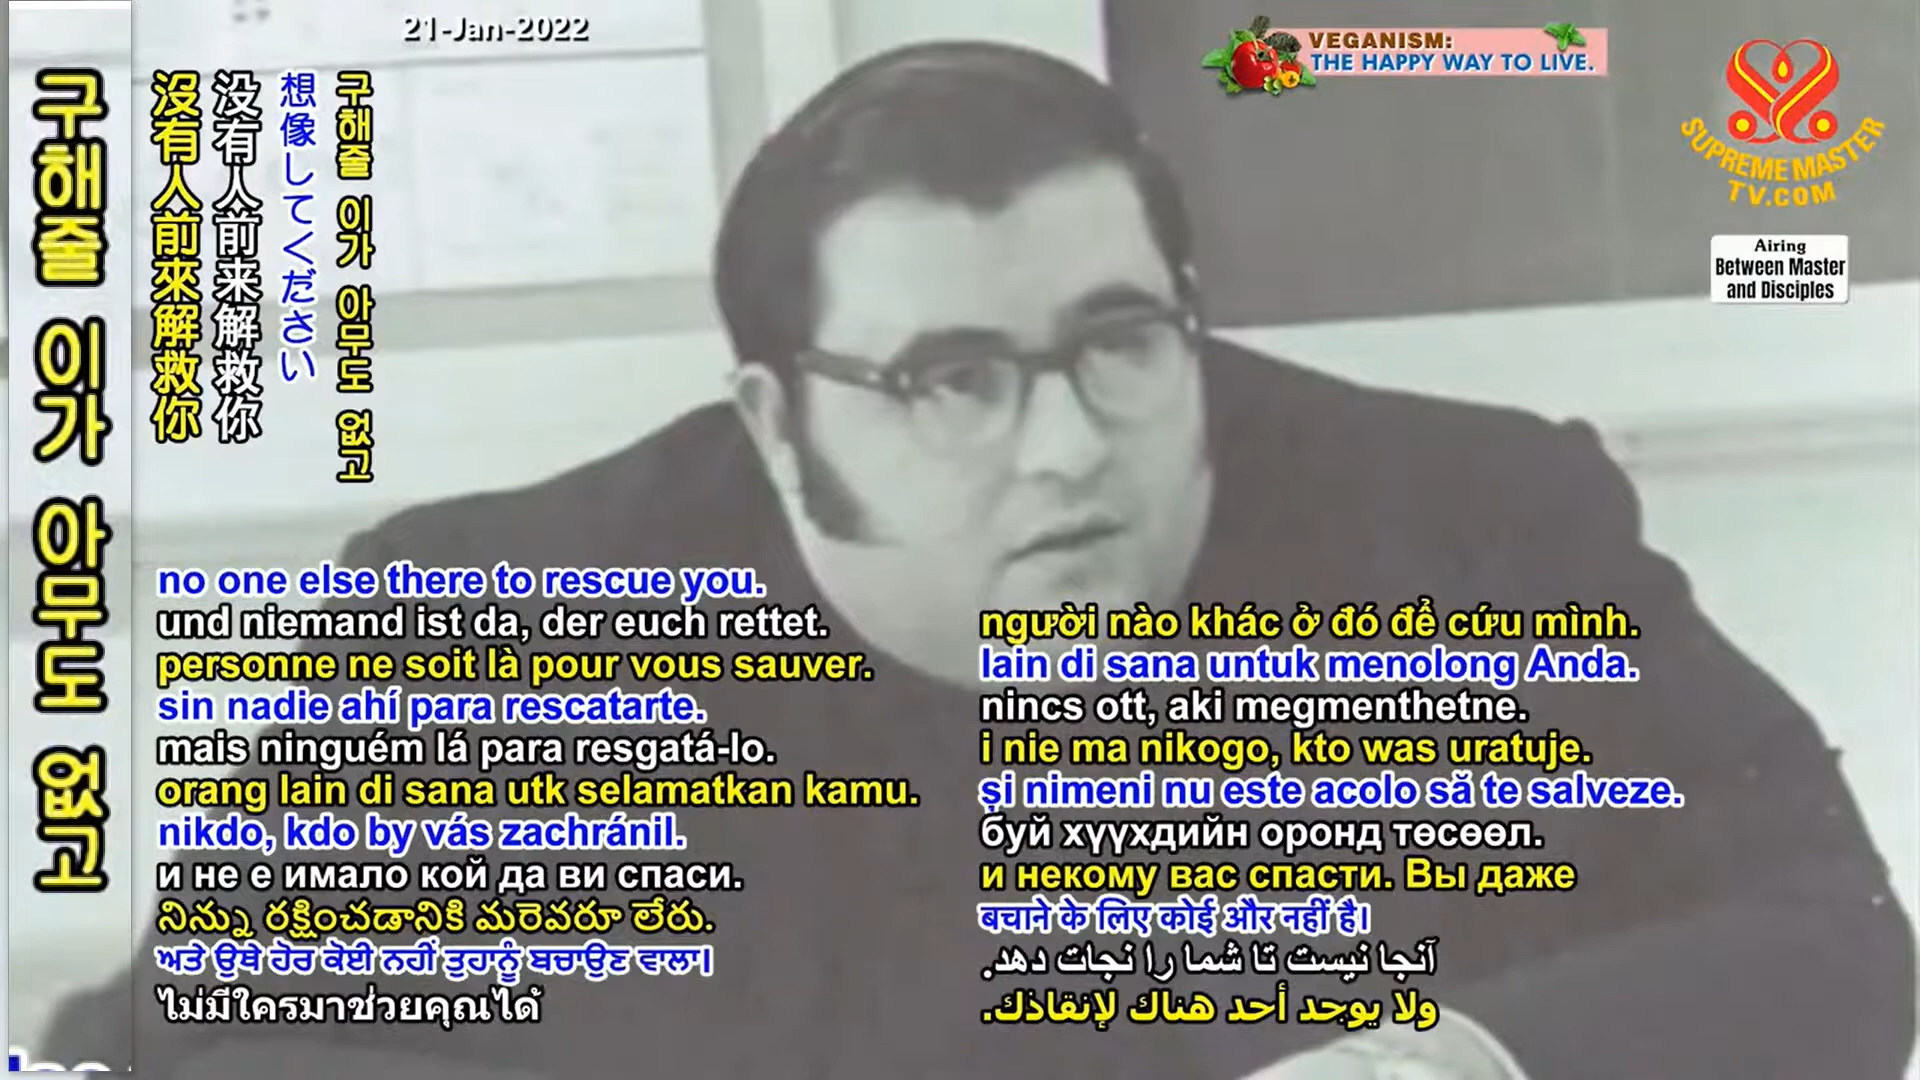 21-Jan-2022
VEGANISM:
THE HAPPY WAY TO LIVE.
SUPREME MASTER
TV.COM
Airing
Between Master
and Disciples
구해줄 이가 아무도 없고
沒有人前來解救你
没有人前来解救你
想像してください
구해줄 이가 아무도 없고
no one else there to rescue you.
und niemand ist da, der euch rettet.
personne ne soit là pour vous sauver.
sin nadie ahí para rescatarte.
mais ninguém lá para resgatá-lo.
orang lain di sana utk selamatkan kamu.
nikdo, kdo by vás zachránil.
и не е имало кой да ви спаси.
నిన్ను రక్షించడానికి మరెవరూ లేరు.
ਅਤੇ ਉਥੇ ਹੋਰ ਕੋਈ ਨਹੀਂ ਤੁਹਾਨੂੰ ਬਚਾਉਣ ਵਾਲਾ।
ไม่มีใครมาช่วยคุณได้
người nào khác ở đó để cứu mình.
lain di sana untuk menolong Anda.
nincs ott, aki megmenthetne.
i nie ma nikogo, kto was uratuje.
și nimeni nu este acolo să te salveze.
буй хүүхдийн оронд төсөөл.
и некому вас спасти. Вы даже
बचाने के लिए कोई और नहीं है।
آنجا نیست تا شما را نجات دهد.
ولا يوجد أحد هناك لإنقاذك.